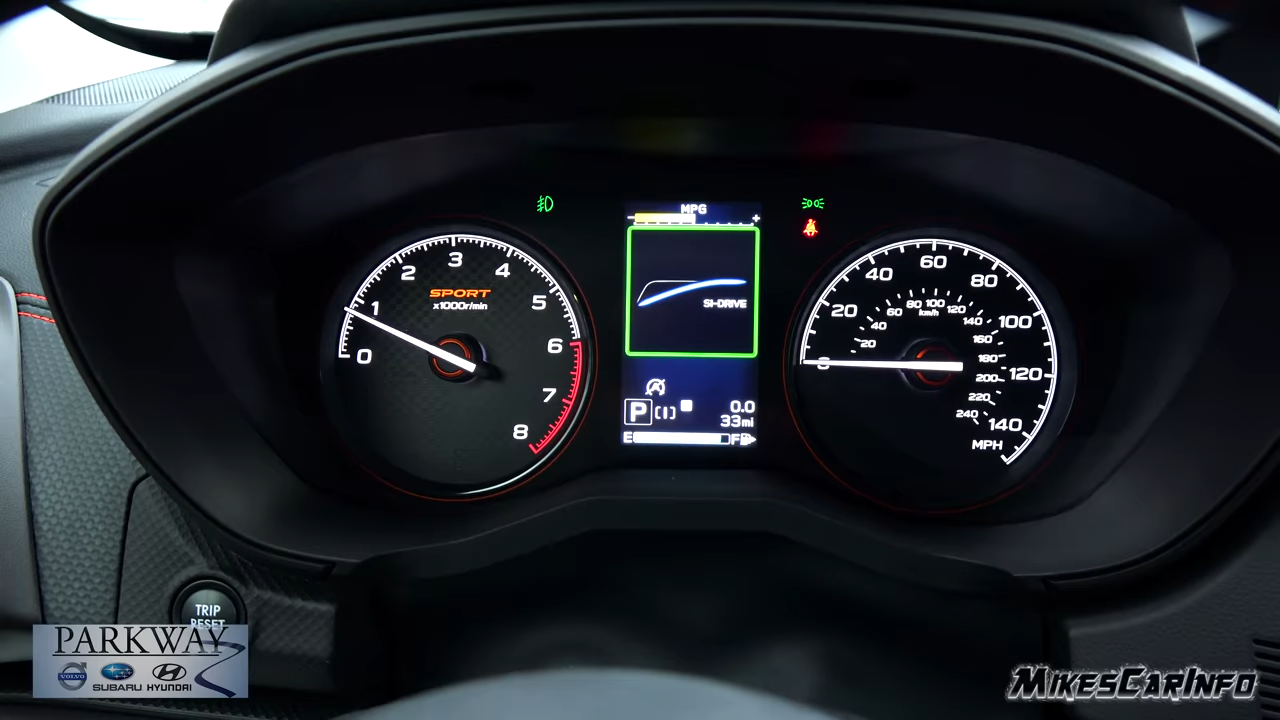 MPG
- +
SI-DRIVE
P
0.0
33mi
E F
0 1 2 3 4 5 6 7 8
SPORT
x1000r/min
0 20 40 60 80 100 120 140
MPH
20 40 60 80 100 120 140 160 180 200 220 240
km/h
TRIP
RESET
PARKWAY
VOLVO
SUBARU HYUNDAI
MIKESCARINFO